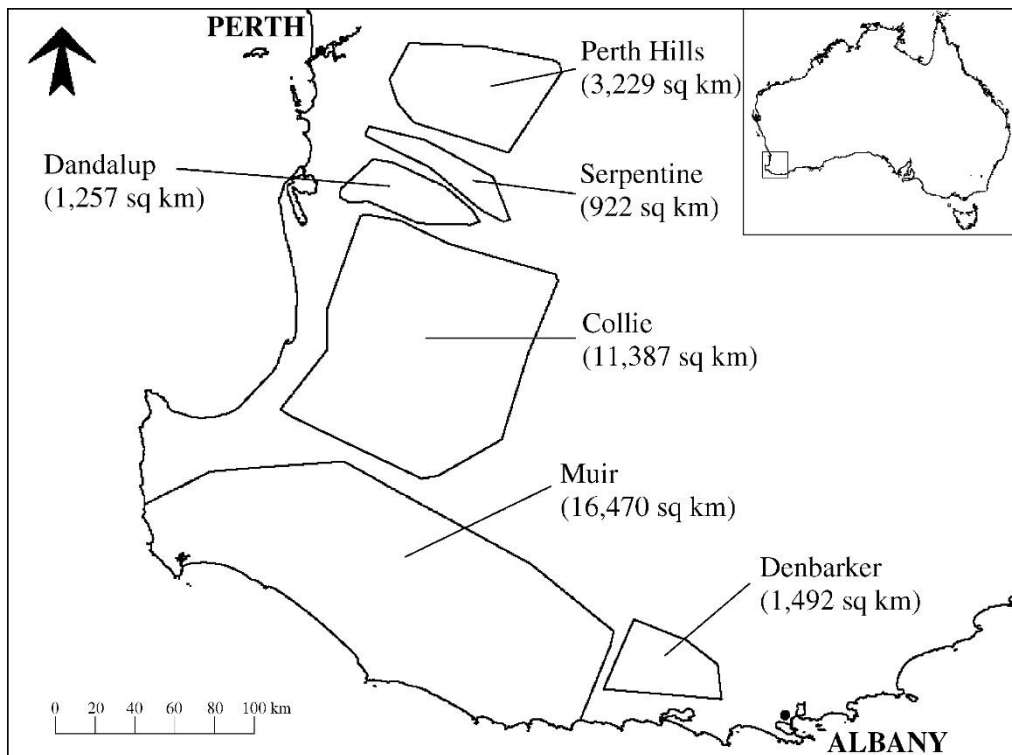 PERTH
Perth Hills
(3,229 sq km)
Dandalup
(1,257 sq km)
Serpentine
(922 sq km)
Collie
(11,387 sq km)
Muir
(16,470 sq km)
Denbarker
(1,492 sq km)
0 20 40 60 80 100 km
ALBANY